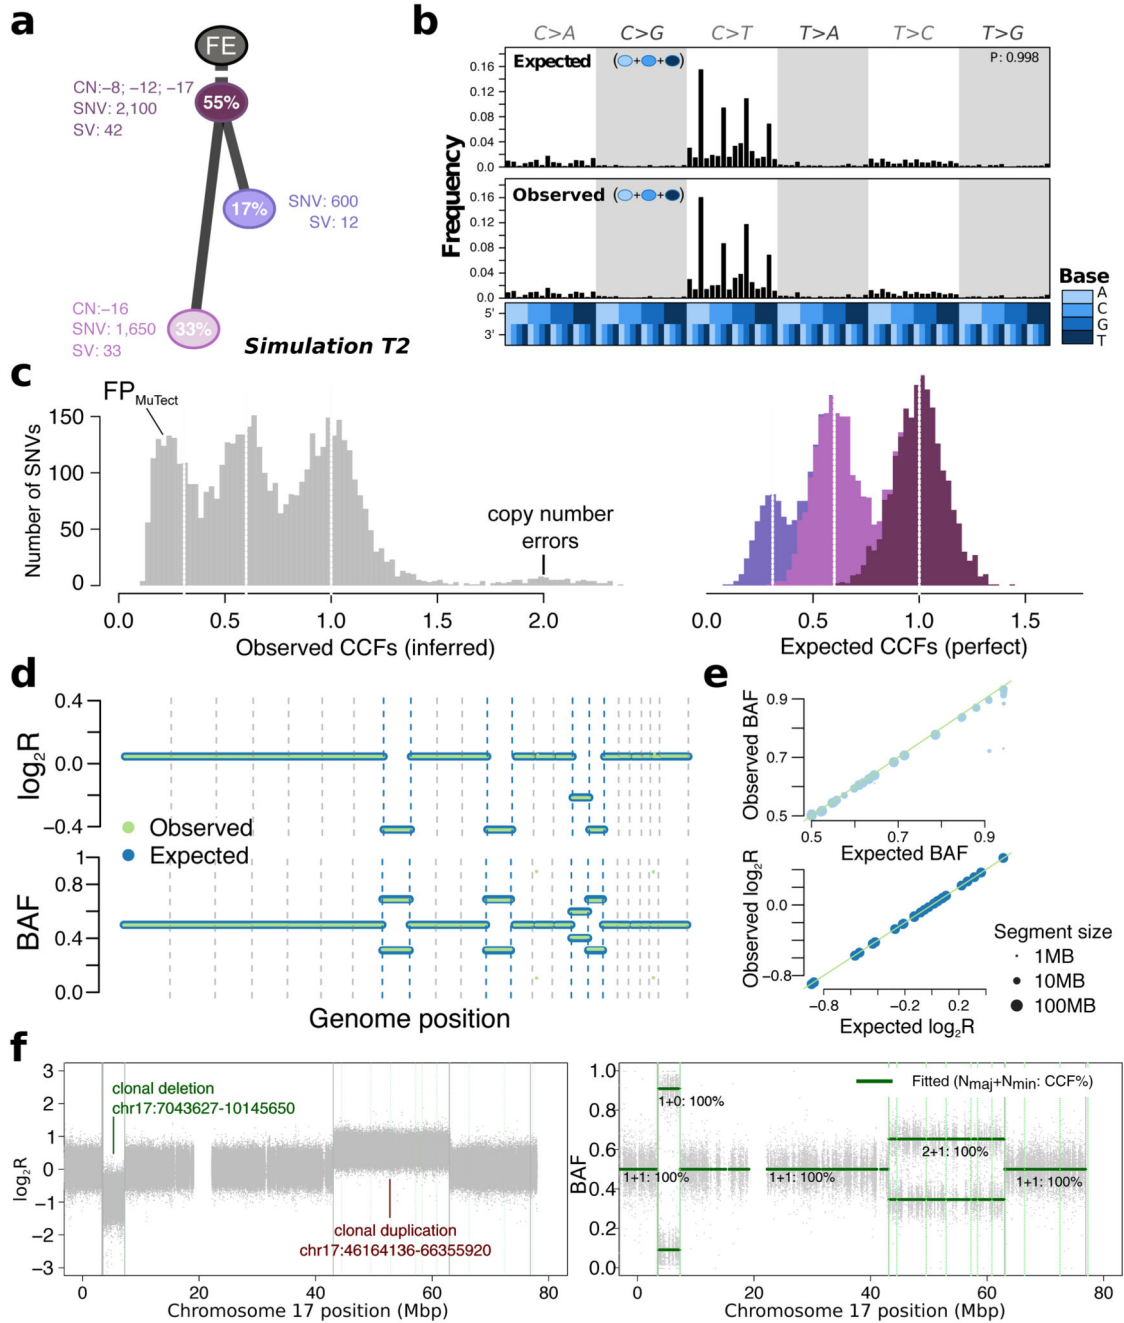 a
FE
CN:−8; −12; −17
SNV: 2,100
SV: 42
55%
17%
SNV: 600
SV: 12
CN:−16
SNV: 1,650
SV: 33
33%
Simulation T2
b
C>A C>G C>T T>A T>C T>G
Expected
( + + )
P: 0.998
0.16
0.12
0.08
0.04
0.0
Frequency
Observed
( + + )
0.16
0.12
0.08
0.04
0.0
5'
3'
Base
A
C
G
T
c
FP MuTect
Number of SNVs
150
100
50
0
copy number
errors
0.0 0.5 1.0 1.5 2.0
Observed CCFs (inferred)
0.0 0.5 1.0 1.5
Expected CCFs (perfect)
d
log2R
0.4
0.0
−0.4
Observed
Expected
BAF
1
0.8
0.4
0.0
Genome position
e
Observed BAF
0.9
0.7
0.5
0.5 0.7 0.9
Expected BAF
Observed log2R
0.0
−0.8
−0.8 −0.2 0.2
Expected log2R
Segment size
1MB
10MB
100MB
f
log2R
3
2
1
0
−1
−2
−3
clonal deletion
chr17:7043627-10145650
clonal duplication
chr17:46164136-66355920
0 20 40 60 80
Chromosome 17 position (Mbp)
BAF
1.0
0.8
0.6
0.4
0.2
0.0
Fitted (Nmaj+Nmin: CCF%)
1+0: 100%
2+1: 100%
1+1: 100%
1+1: 100%
1+1: 100%
0 20 40 60 80
Chromosome 17 position (Mbp)